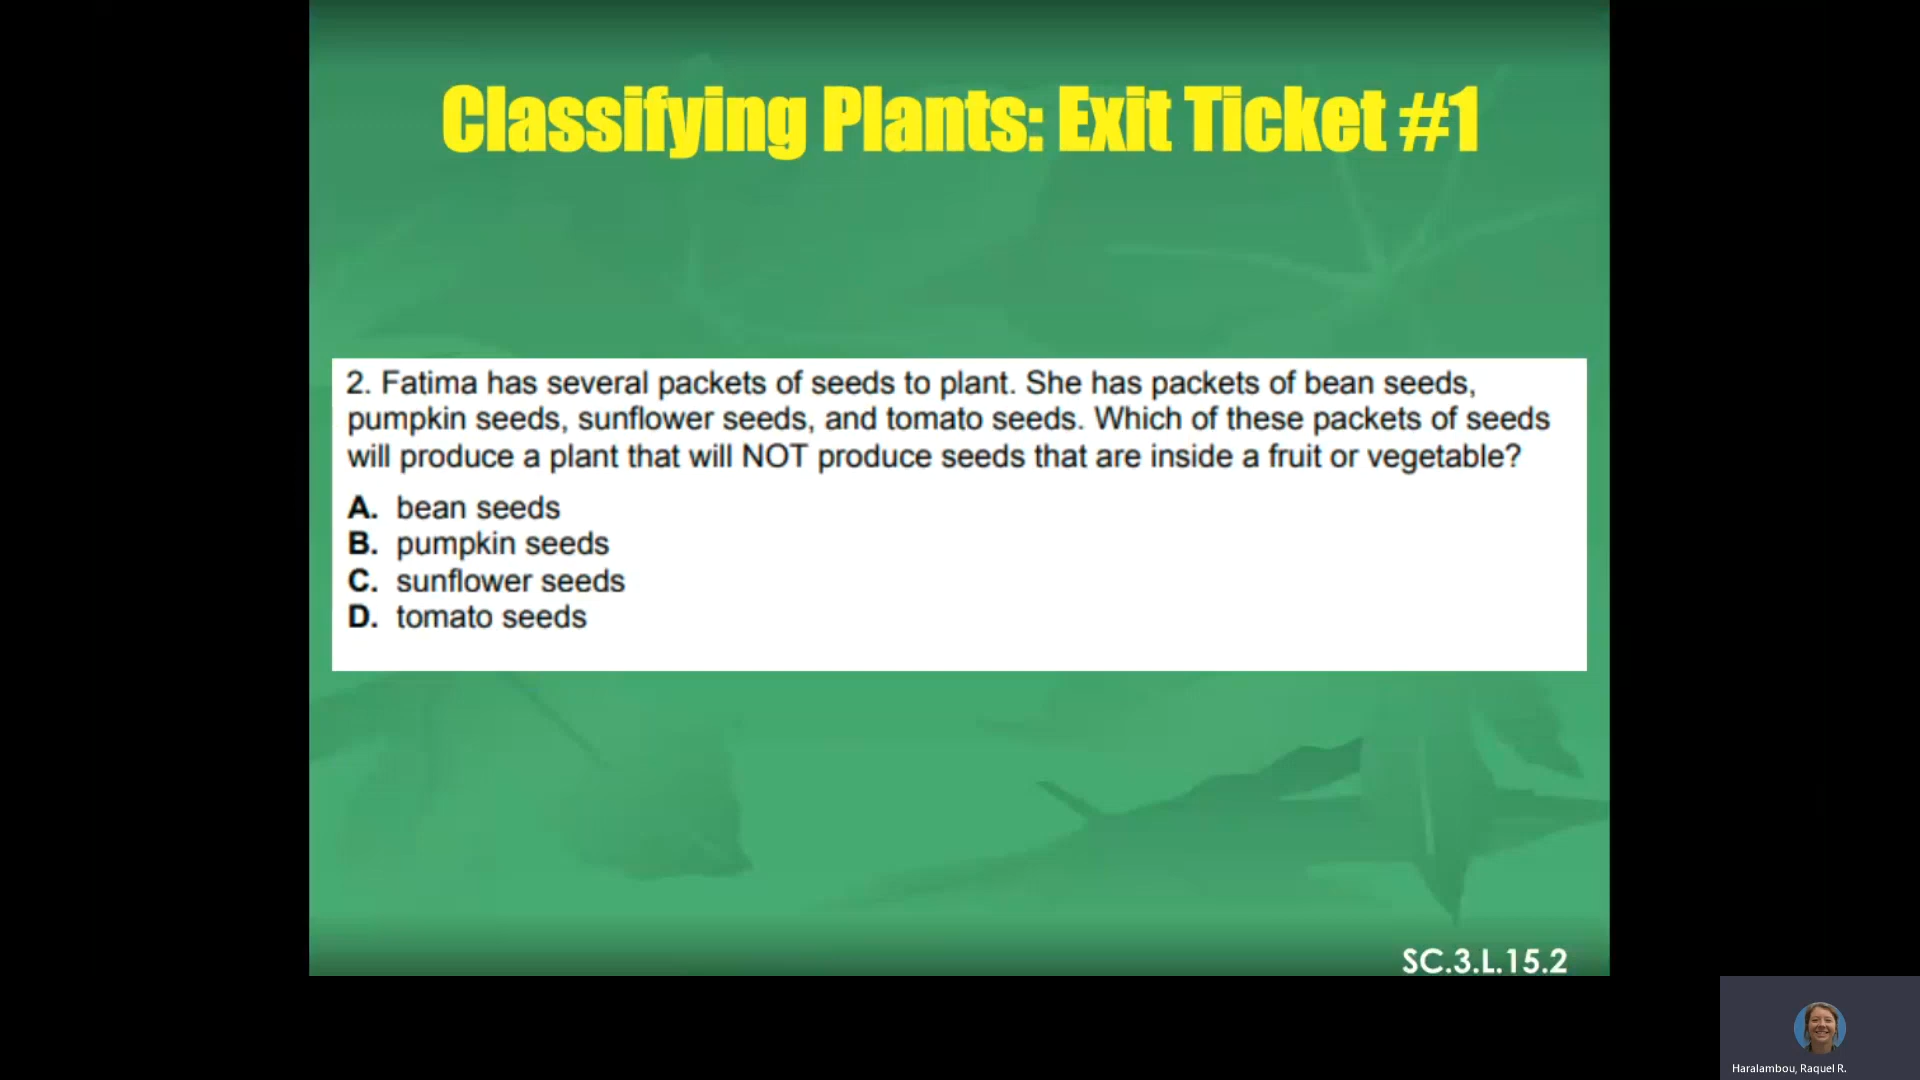 Classifying Plants: Exit Ticket #1
2. Fatima has several packets of seeds to plant. She has packets of bean seeds,
pumpkin seeds, sunflower seeds, and tomato seeds. Which of these packets of seeds
will produce a plant that will NOT produce seeds that are inside a fruit or vegetable?
A. bean seeds
B. pumpkin seeds
C. sunflower seeds
D. tomato seeds
SC.3.L.15.2
Haralambou, Raquel R.